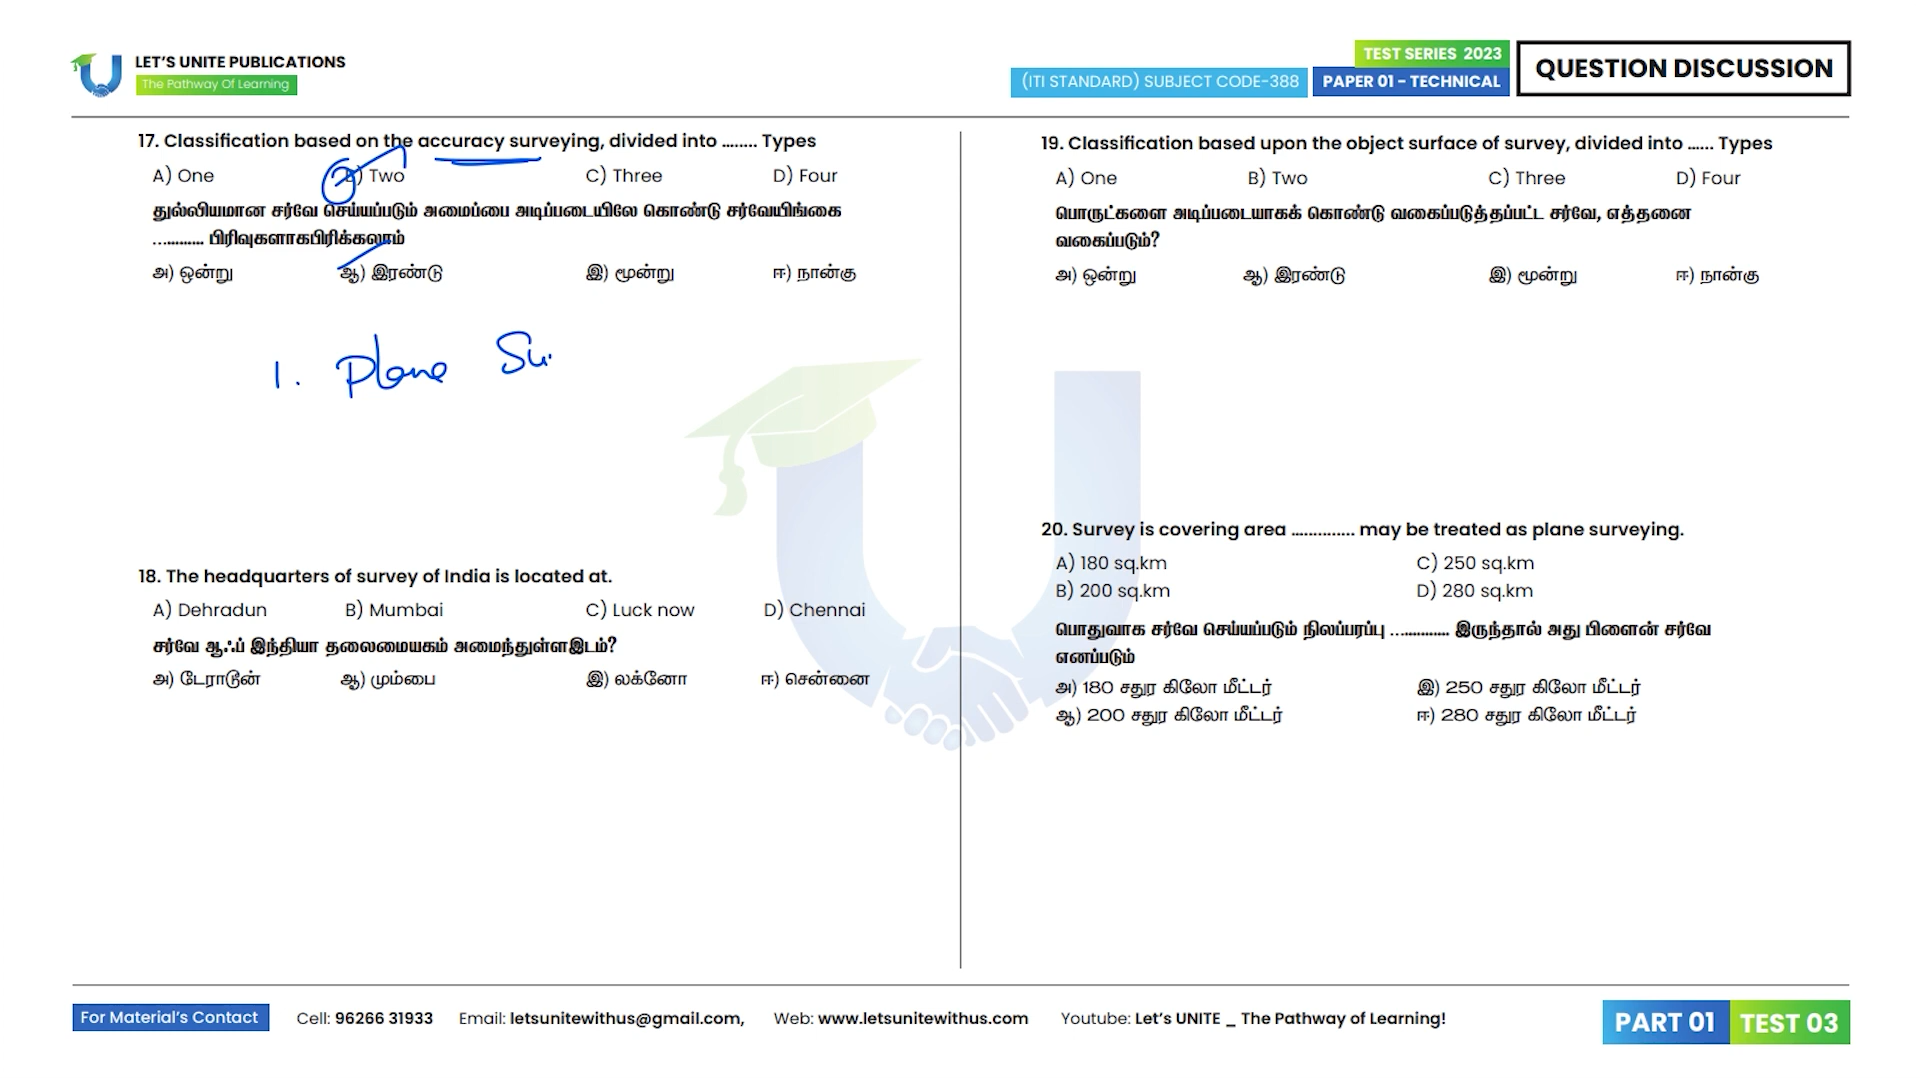 LET'S UNITE PUBLICATIONS
The Pathway Of Learning
TEST SERIES 2023
(ITI STANDARD) SUBJECT CODE-388
PAPER 01 - TECHNICAL
QUESTION DISCUSSION
17. Classification based on the accuracy surveying, divided into ........ Types
A) One B) Two C) Three D) Four
துல்லியமான சர்வே செய்யப்படும் அமைப்பை அடிப்படையிலே கொண்டு சர்வேயிங்கை
............. பிரிவுகளாகபிரிக்கலாம்
அ) ஒன்று ஆ) இரண்டு இ) மூன்று ஈ) நான்கு
1. Plane Su
18. The headquarters of survey of India is located at.
A) Dehradun B) Mumbai C) Luck now D) Chennai
சர்வே ஆஃப் இந்தியா தலைமையகம் அமைந்துள்ளஇடம்?
அ) டேராடூன் ஆ) மும்பை இ) லக்னோ ஈ) சென்னை
19. Classification based upon the object surface of survey, divided into ...... Types
A) One B) Two C) Three D) Four
பொருட்களை அடிப்படையாகக் கொண்டு வகைப்படுத்தப்பட்ட சர்வே, எத்தனை
வகைப்படும்?
அ) ஒன்று ஆ) இரண்டு இ) மூன்று ஈ) நான்கு
20. Survey is covering area .............. may be treated as plane surveying.
A) 180 sq.km C) 250 sq.km
B) 200 sq.km D) 280 sq.km
பொதுவாக சர்வே செய்யப்படும் நிலப்பரப்பு .............. இருந்தால் அது பிளைன் சர்வே
எனப்படும்
அ) 180 சதுர கிலோ மீட்டர் இ) 250 சதுர கிலோ மீட்டர்
ஆ) 200 சதுர கிலோ மீட்டர் ஈ) 280 சதுர கிலோ மீட்டர்
For Material's Contact Cell: 96266 31933 Email: letsunitewithus@gmail.com, Web: www.letsunitewithus.com Youtube: Let's UNITE _ The Pathway of Learning!
PART 01 TEST 03